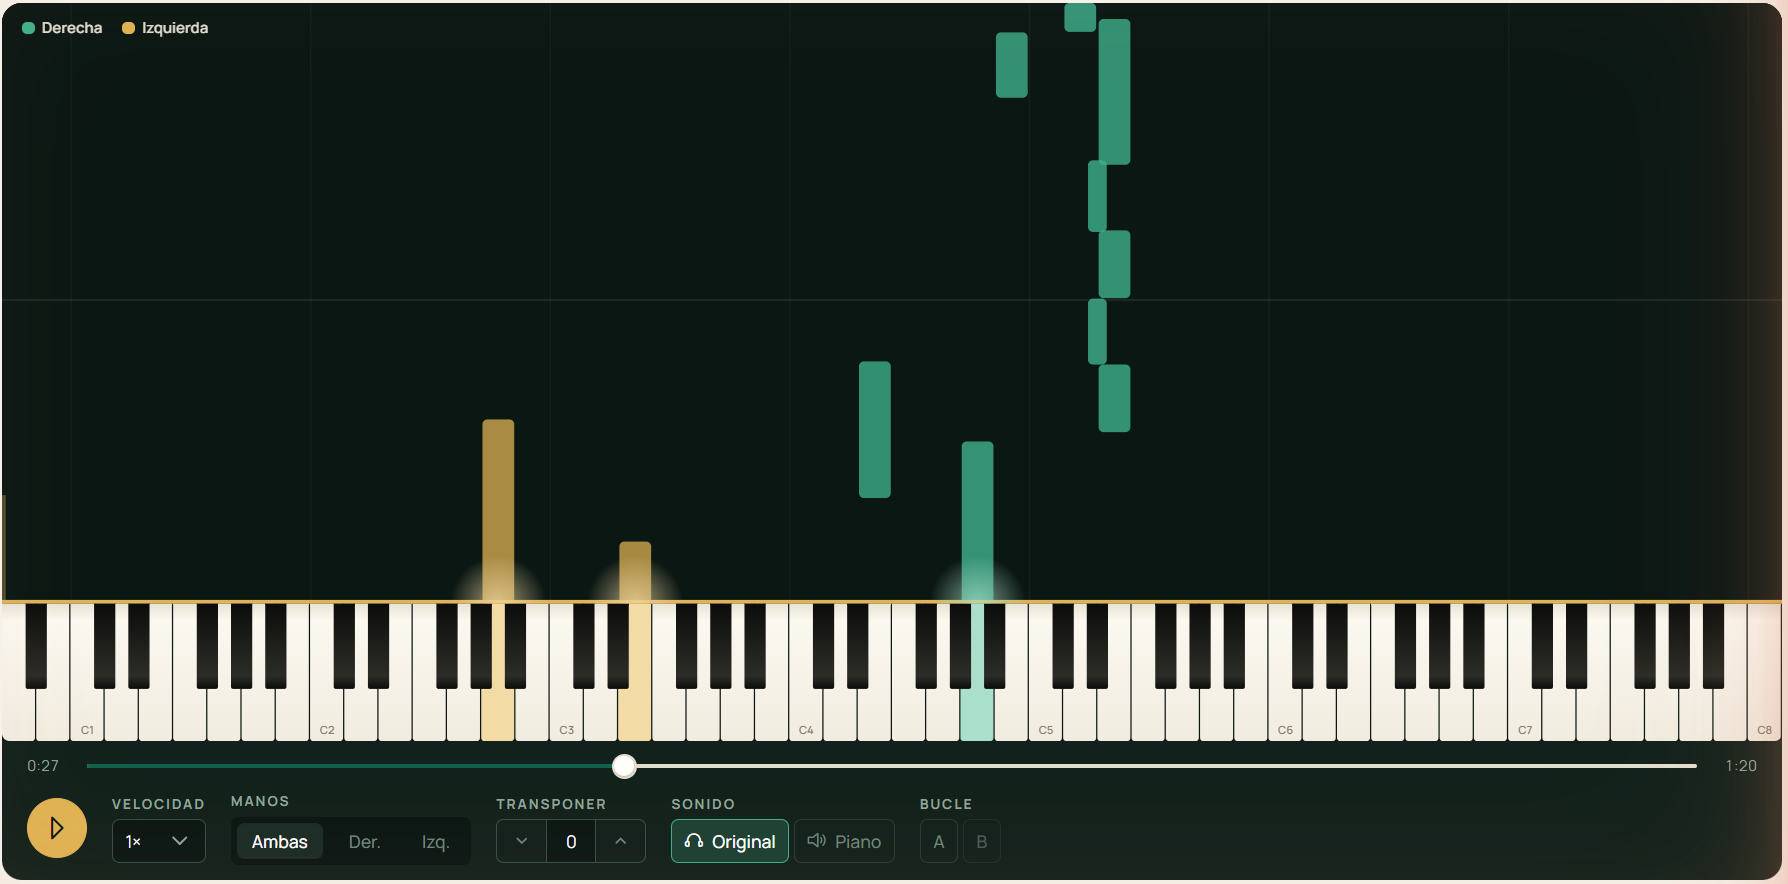 Derecha Izquierda
C1 C2 C3 C4 C5 C6 C7 C8
0:27 1:20
VELOCIDAD MANOS TRANSPONER SONIDO BUCLE
1× Ambas Der. Izq. 0 Original Piano A B